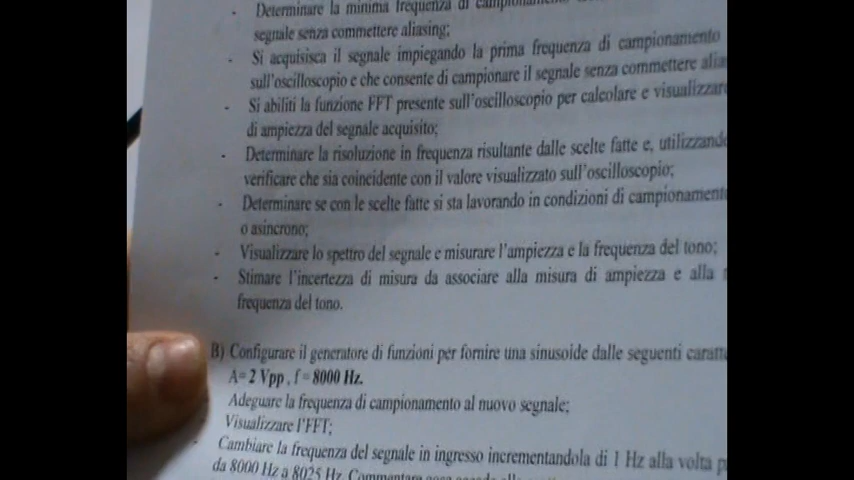 - Determinare la minima frequenza di campionamento
segnale senza commettere aliasing;
- Si acquisisca il segnale impiegando la prima frequenza di campionamento
sull'oscilloscopio e che consente di campionare il segnale senza commettere alia
- Si abiliti la funzione FFT presente sull'oscilloscopio per calcolare e visualizzare
di ampiezza del segnale acquisito;
- Determinare la risoluzione in frequenza risultante dalle scelte fatte e, utilizzando
verificare che sia coincidente con il valore visualizzato sull'oscilloscopio;
- Determinare se con le scelte fatte si sta lavorando in condizioni di campionamento
o asincrono;
- Visualizzare lo spettro del segnale e misurare l'ampiezza e la frequenza del tono;
- Stimare l'incertezza di misura da associare alla misura di ampiezza e alla
frequenza del tono.
B) Configurare il generatore di funzioni per fornire una sinusoide dalle seguenti caratte
A= 2 Vpp , f = 8000 Hz.
Adeguare la frequenza di campionamento al nuovo segnale;
- Visualizzare l'FFT;
- Cambiare la frequenza del segnale in ingresso incrementandola di 1 Hz alla volta p
da 8000 Hz a 8025 Hz. Commentare cosa